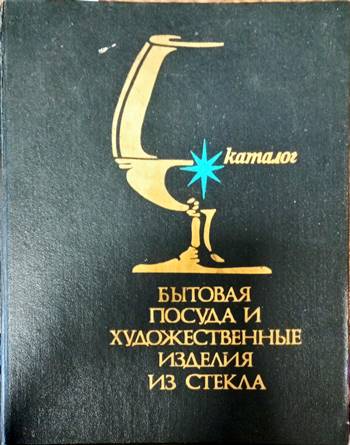 каталог
БЫТОВАЯ
ПОСУДА И
ХУДОЖЕСТВЕННЫЕ
ИЗДЕЛИЯ
ИЗ СТЕКЛА